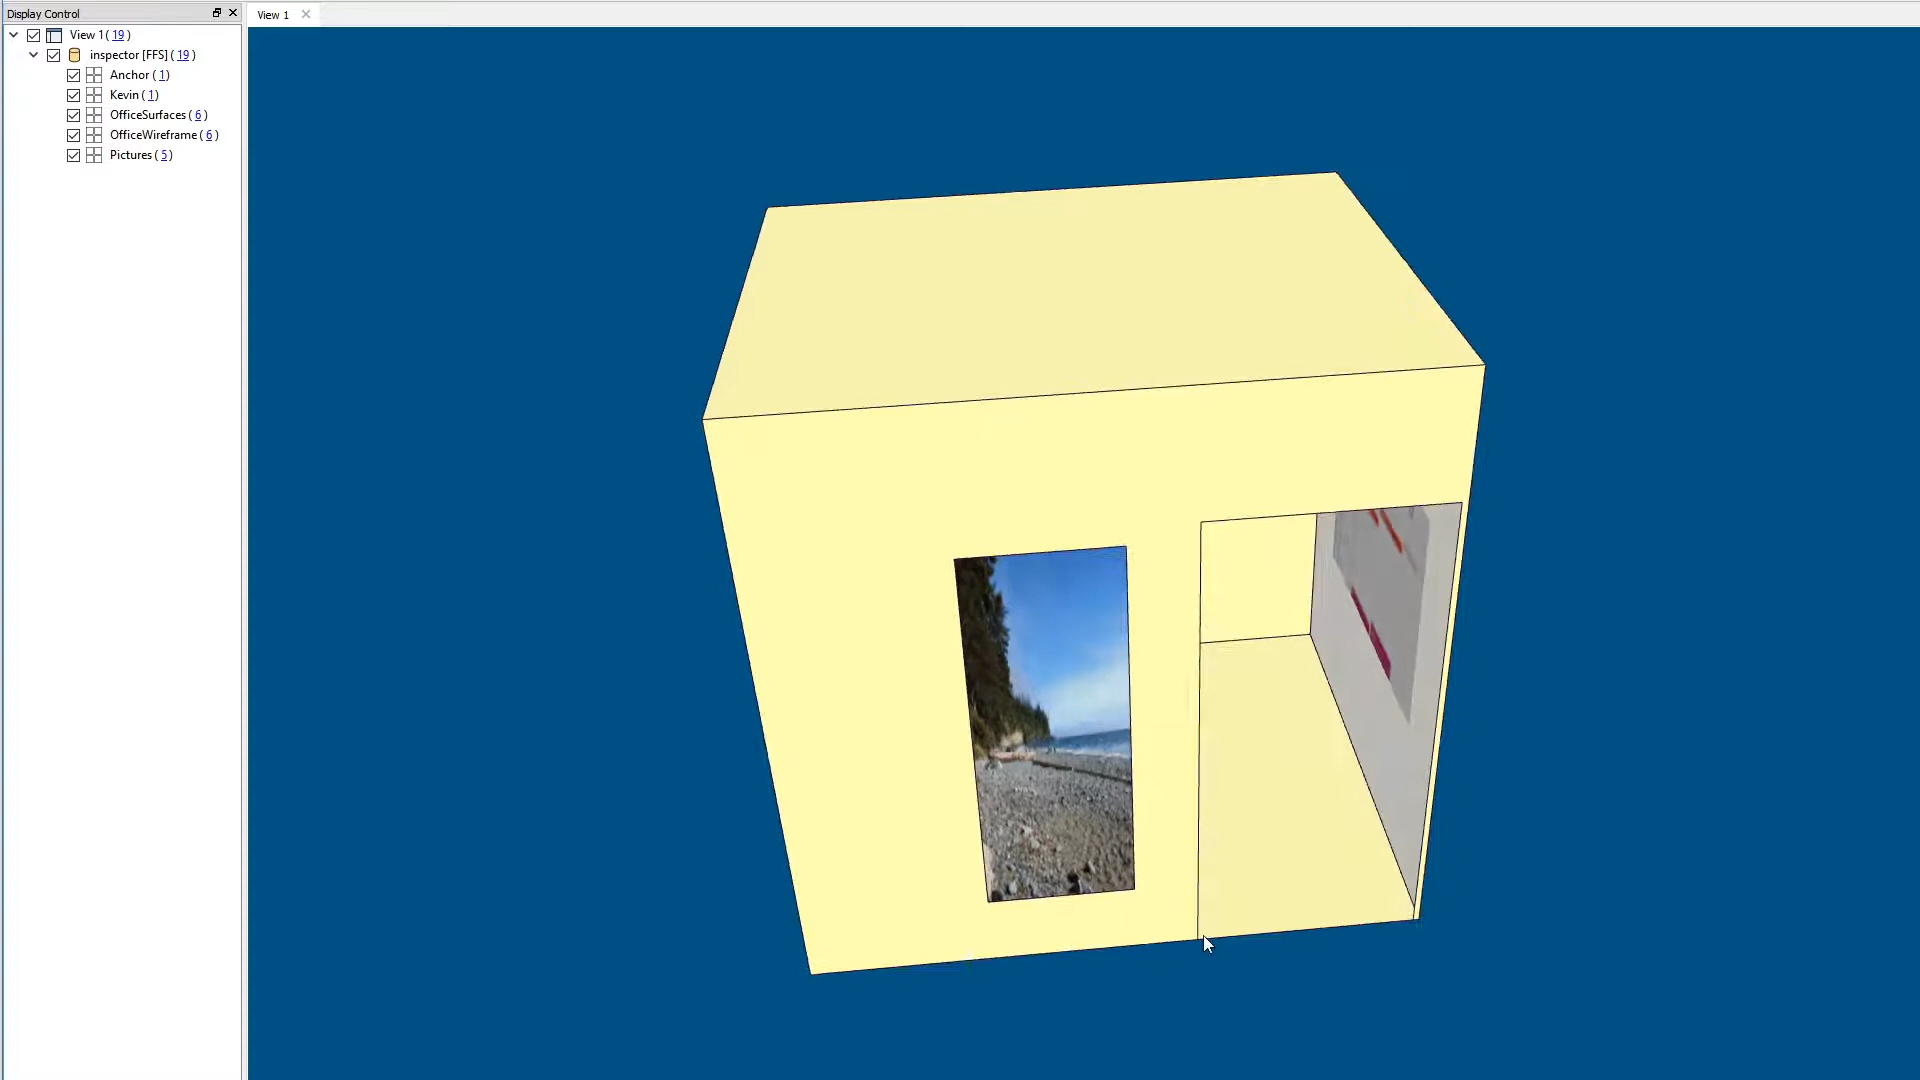 Display Control
View 1
View 1 ( 19 )
inspector [FFS] ( 19 )
Anchor ( 1 )
Kevin ( 1 )
OfficeSurfaces ( 6 )
OfficeWireframe ( 6 )
Pictures ( 5 )